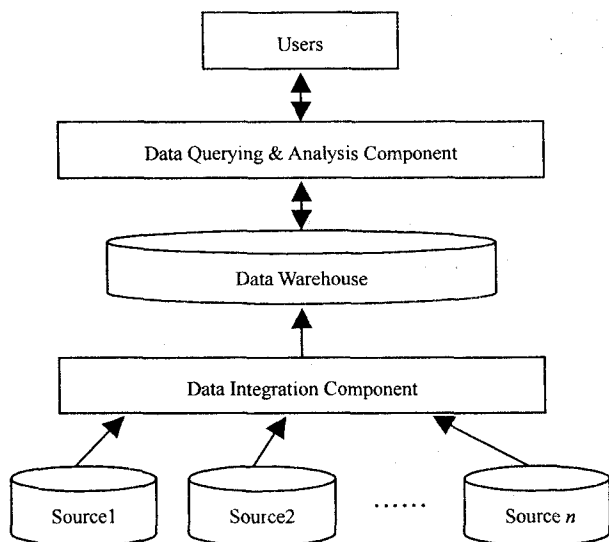 Users
Data Querying & Analysis Component
Data Warehouse
Data Integration Component
Source1 Source2 ...... Source n